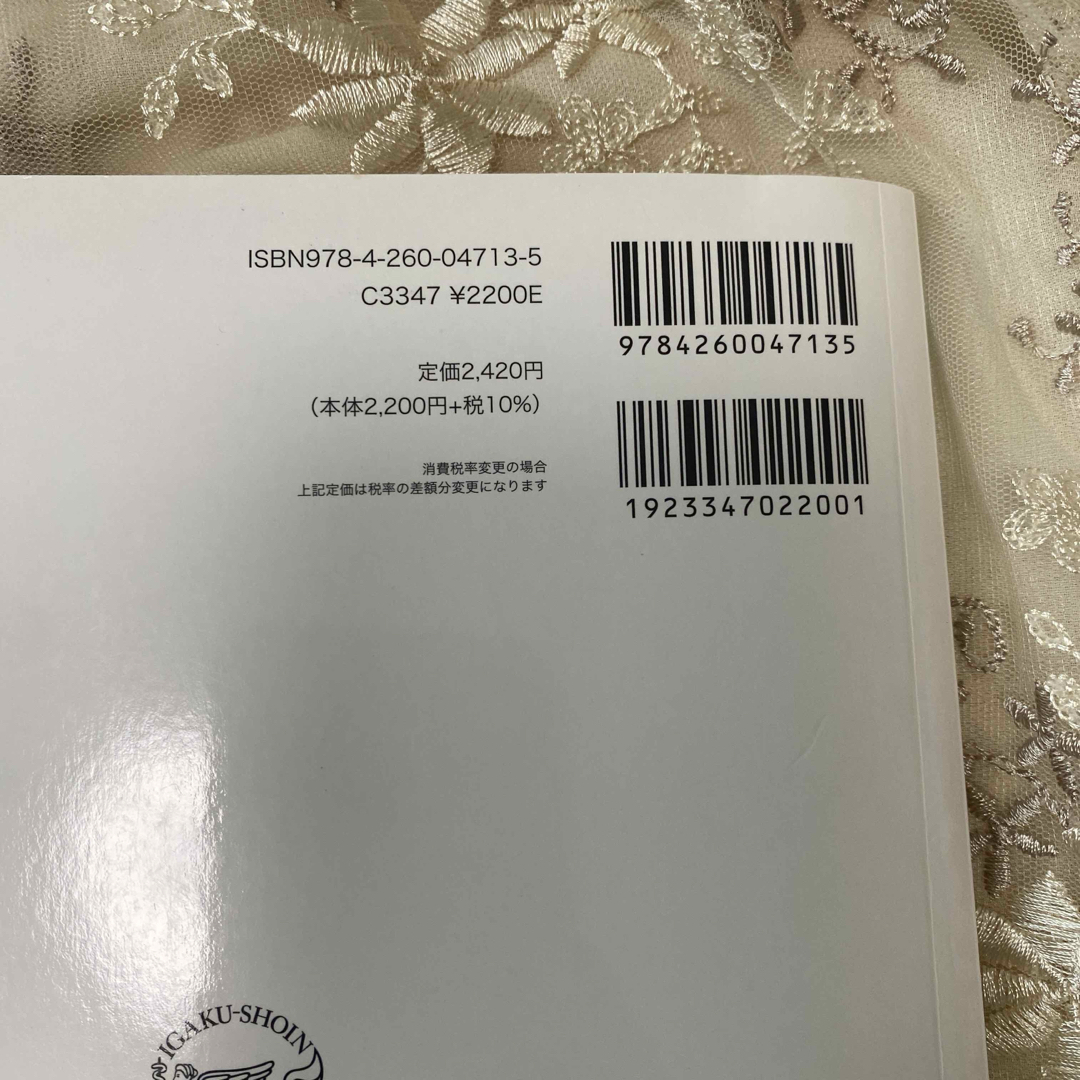 ISBN978-4-260-04713-5
C3347 ¥2200E
定価2,420円
（本体2,200円+税10%）
消費税率変更の場合
上記定価は税率の差額分変更になります
9784260047135
1923347022001
IGAKU-SHOIN